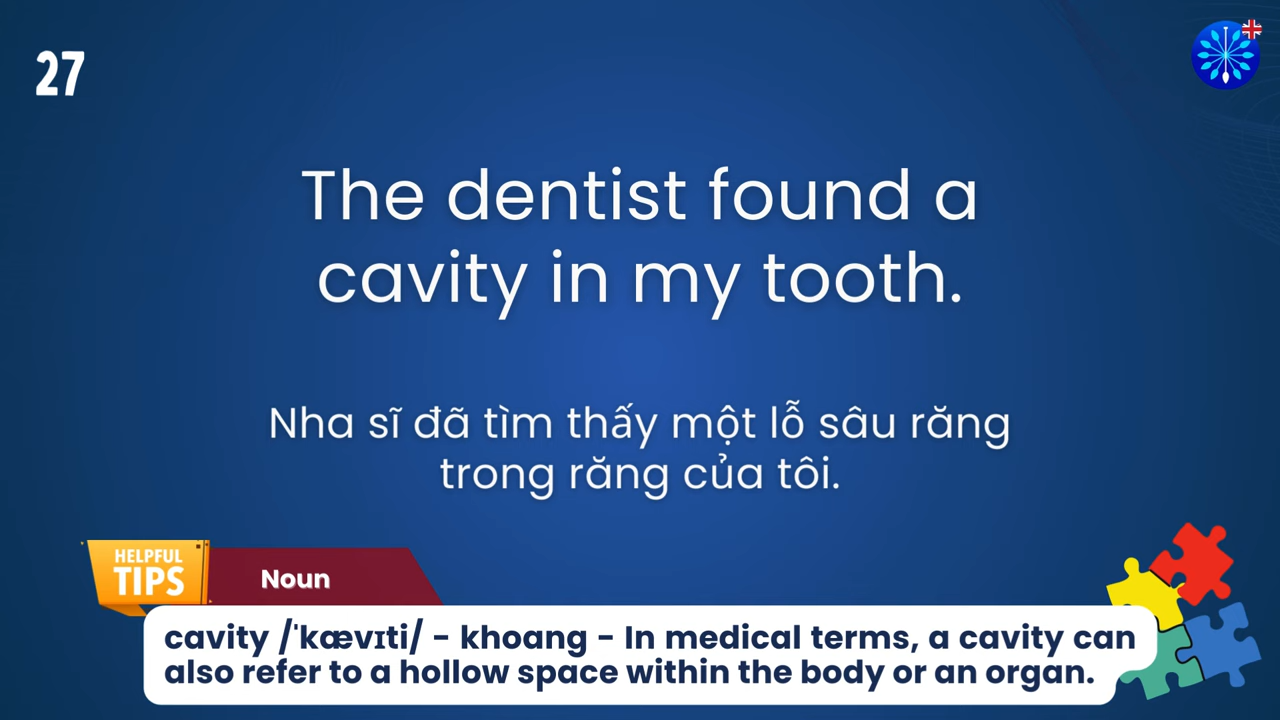 27
The dentist found a
cavity in my tooth.
Nha sĩ đã tìm thấy một lỗ sâu răng
trong răng của tôi.
HELPFUL
TIPS
Noun
cavity /ˈkævɪti/ – khoang – In medical terms, a cavity can
also refer to a hollow space within the body or an organ.